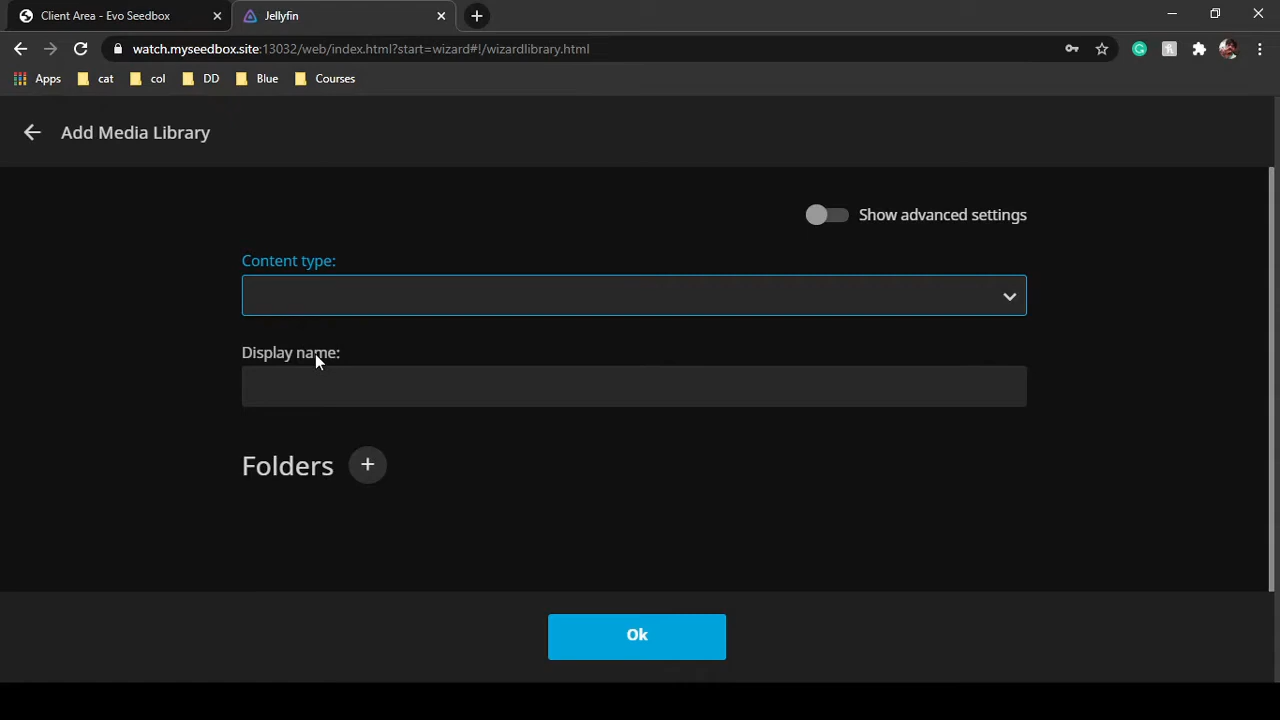 Client Area - Evo Seedbox
Jellyfin
watch.myseedbox.site:13032/web/index.html?start=wizard#!/wizardlibrary.html
Apps cat col DD Blue Courses
Add Media Library
Show advanced settings
Content type:
Display name:
Folders
Ok